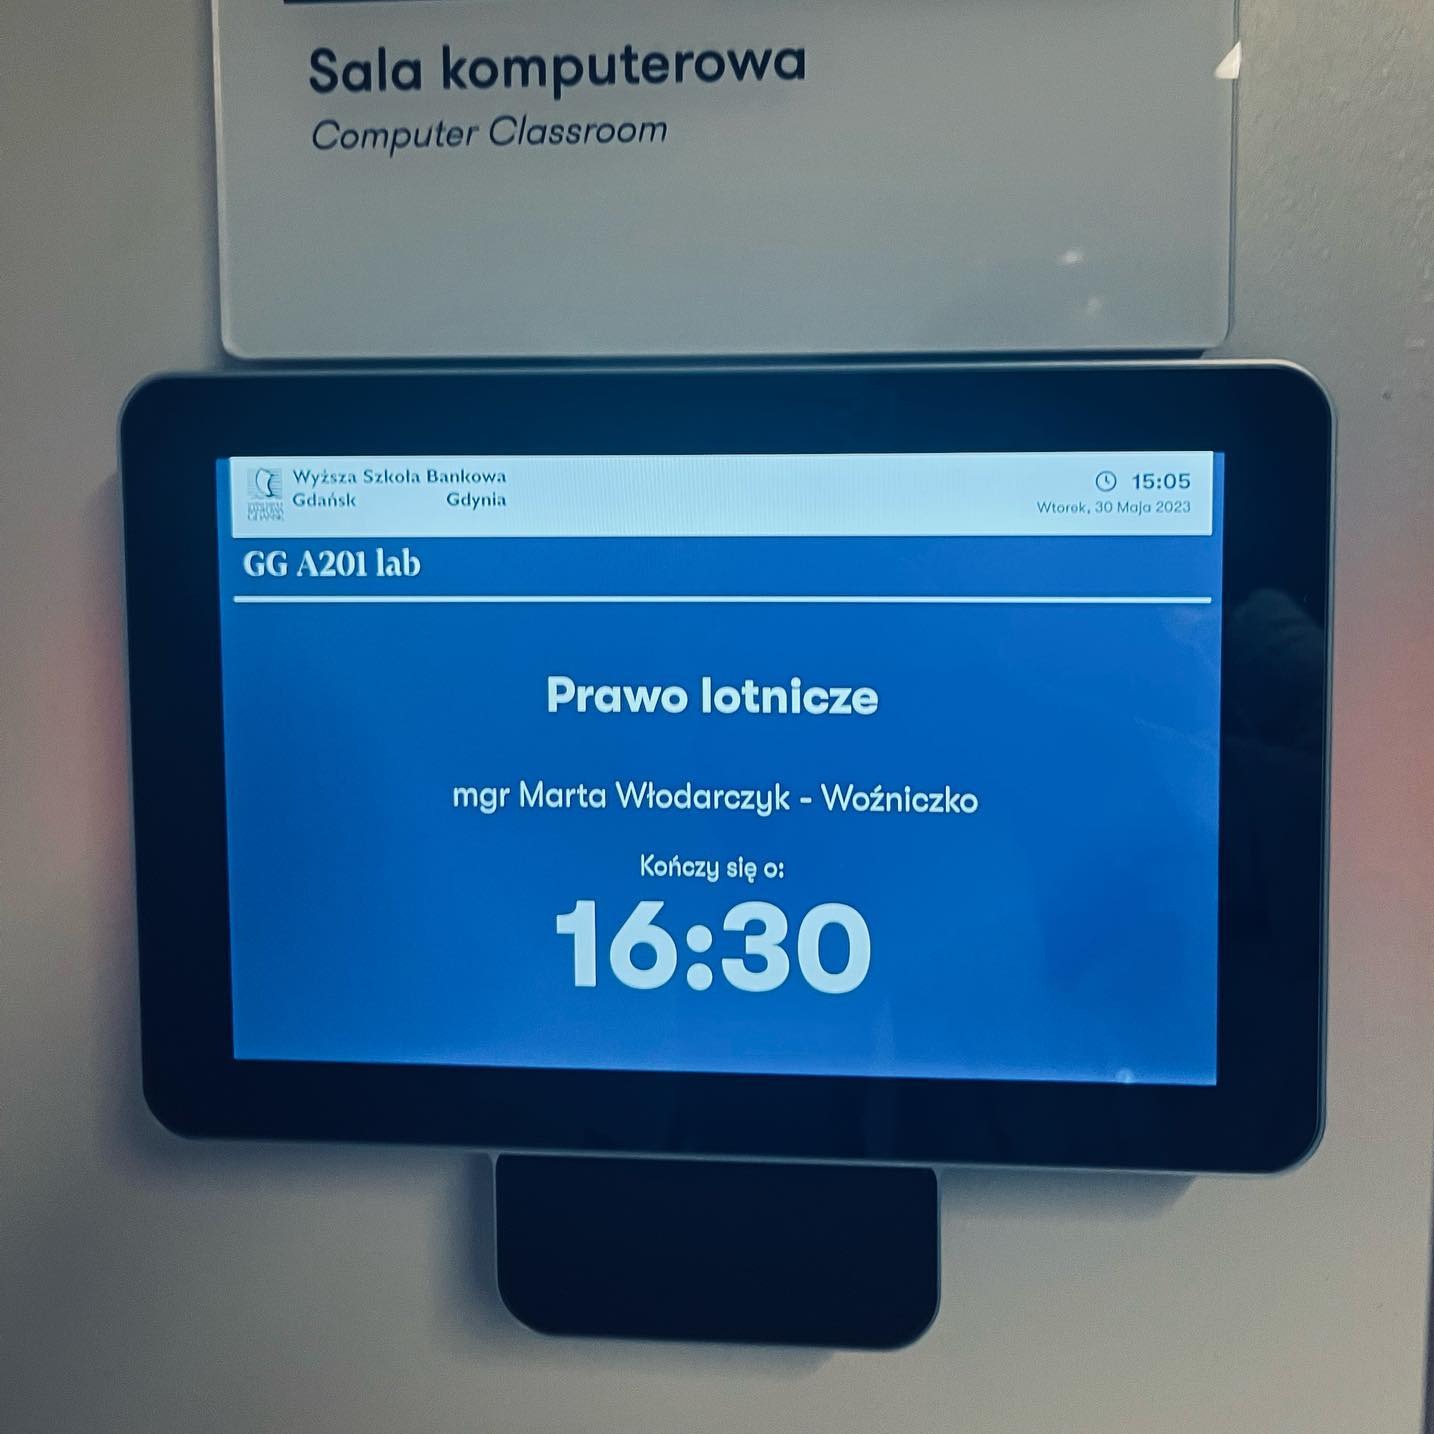 Sala komputerowa
Computer Classroom
Wyższa Szkoła Bankowa
Gdańsk Gdynia
15:05
Wtorek, 30 Maja 2023
GG A201 lab
Prawo lotnicze
mgr Marta Włodarczyk - Woźniczko
Kończy się o:
16:30